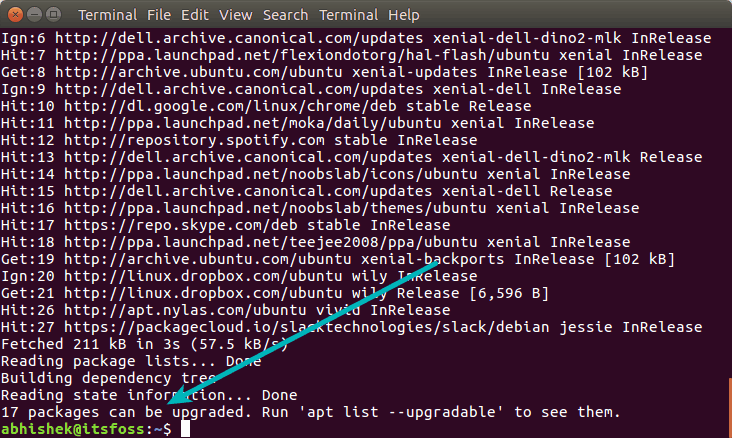 Terminal File Edit View Search Terminal Help
Ign:6 http://dell.archive.canonical.com/updates xenial-dell-dino2-mlk InRelease
Hit:7 http://ppa.launchpad.net/flexiondotorg/hal-flash/ubuntu xenial InRelease
Get:8 http://archive.ubuntu.com/ubuntu xenial-updates InRelease [102 kB]
Ign:9 http://dell.archive.canonical.com/updates xenial-dell InRelease
Hit:10 http://dl.google.com/linux/chrome/deb stable Release
Hit:11 http://ppa.launchpad.net/moka/daily/ubuntu xenial InRelease
Hit:12 http://repository.spotify.com stable InRelease
Hit:13 http://dell.archive.canonical.com/updates xenial-dell-dino2-mlk Release
Hit:14 http://ppa.launchpad.net/noobslab/icons/ubuntu xenial InRelease
Hit:15 http://dell.archive.canonical.com/updates xenial-dell Release
Hit:16 http://ppa.launchpad.net/noobslab/themes/ubuntu xenial InRelease
Hit:17 https://repo.skype.com/deb stable InRelease
Hit:18 http://ppa.launchpad.net/teejee2008/ppa/ubuntu xenial InRelease
Get:19 http://archive.ubuntu.com/ubuntu xenial-backports InRelease [102 kB]
Ign:20 http://linux.dropbox.com/ubuntu wily InRelease
Get:21 http://linux.dropbox.com/ubuntu wily Release [6,596 B]
Hit:26 http://apt.nylas.com/ubuntu vivid InRelease
Hit:27 https://packagecloud.io/slacktechnologies/slack/debian jessie InRelease
Fetched 211 kB in 3s (57.5 kB/s)
Reading package lists... Done
Building dependency tree
Reading state information... Done
17 packages can be upgraded. Run 'apt list --upgradable' to see them.
abhishek@itsfoss:~$